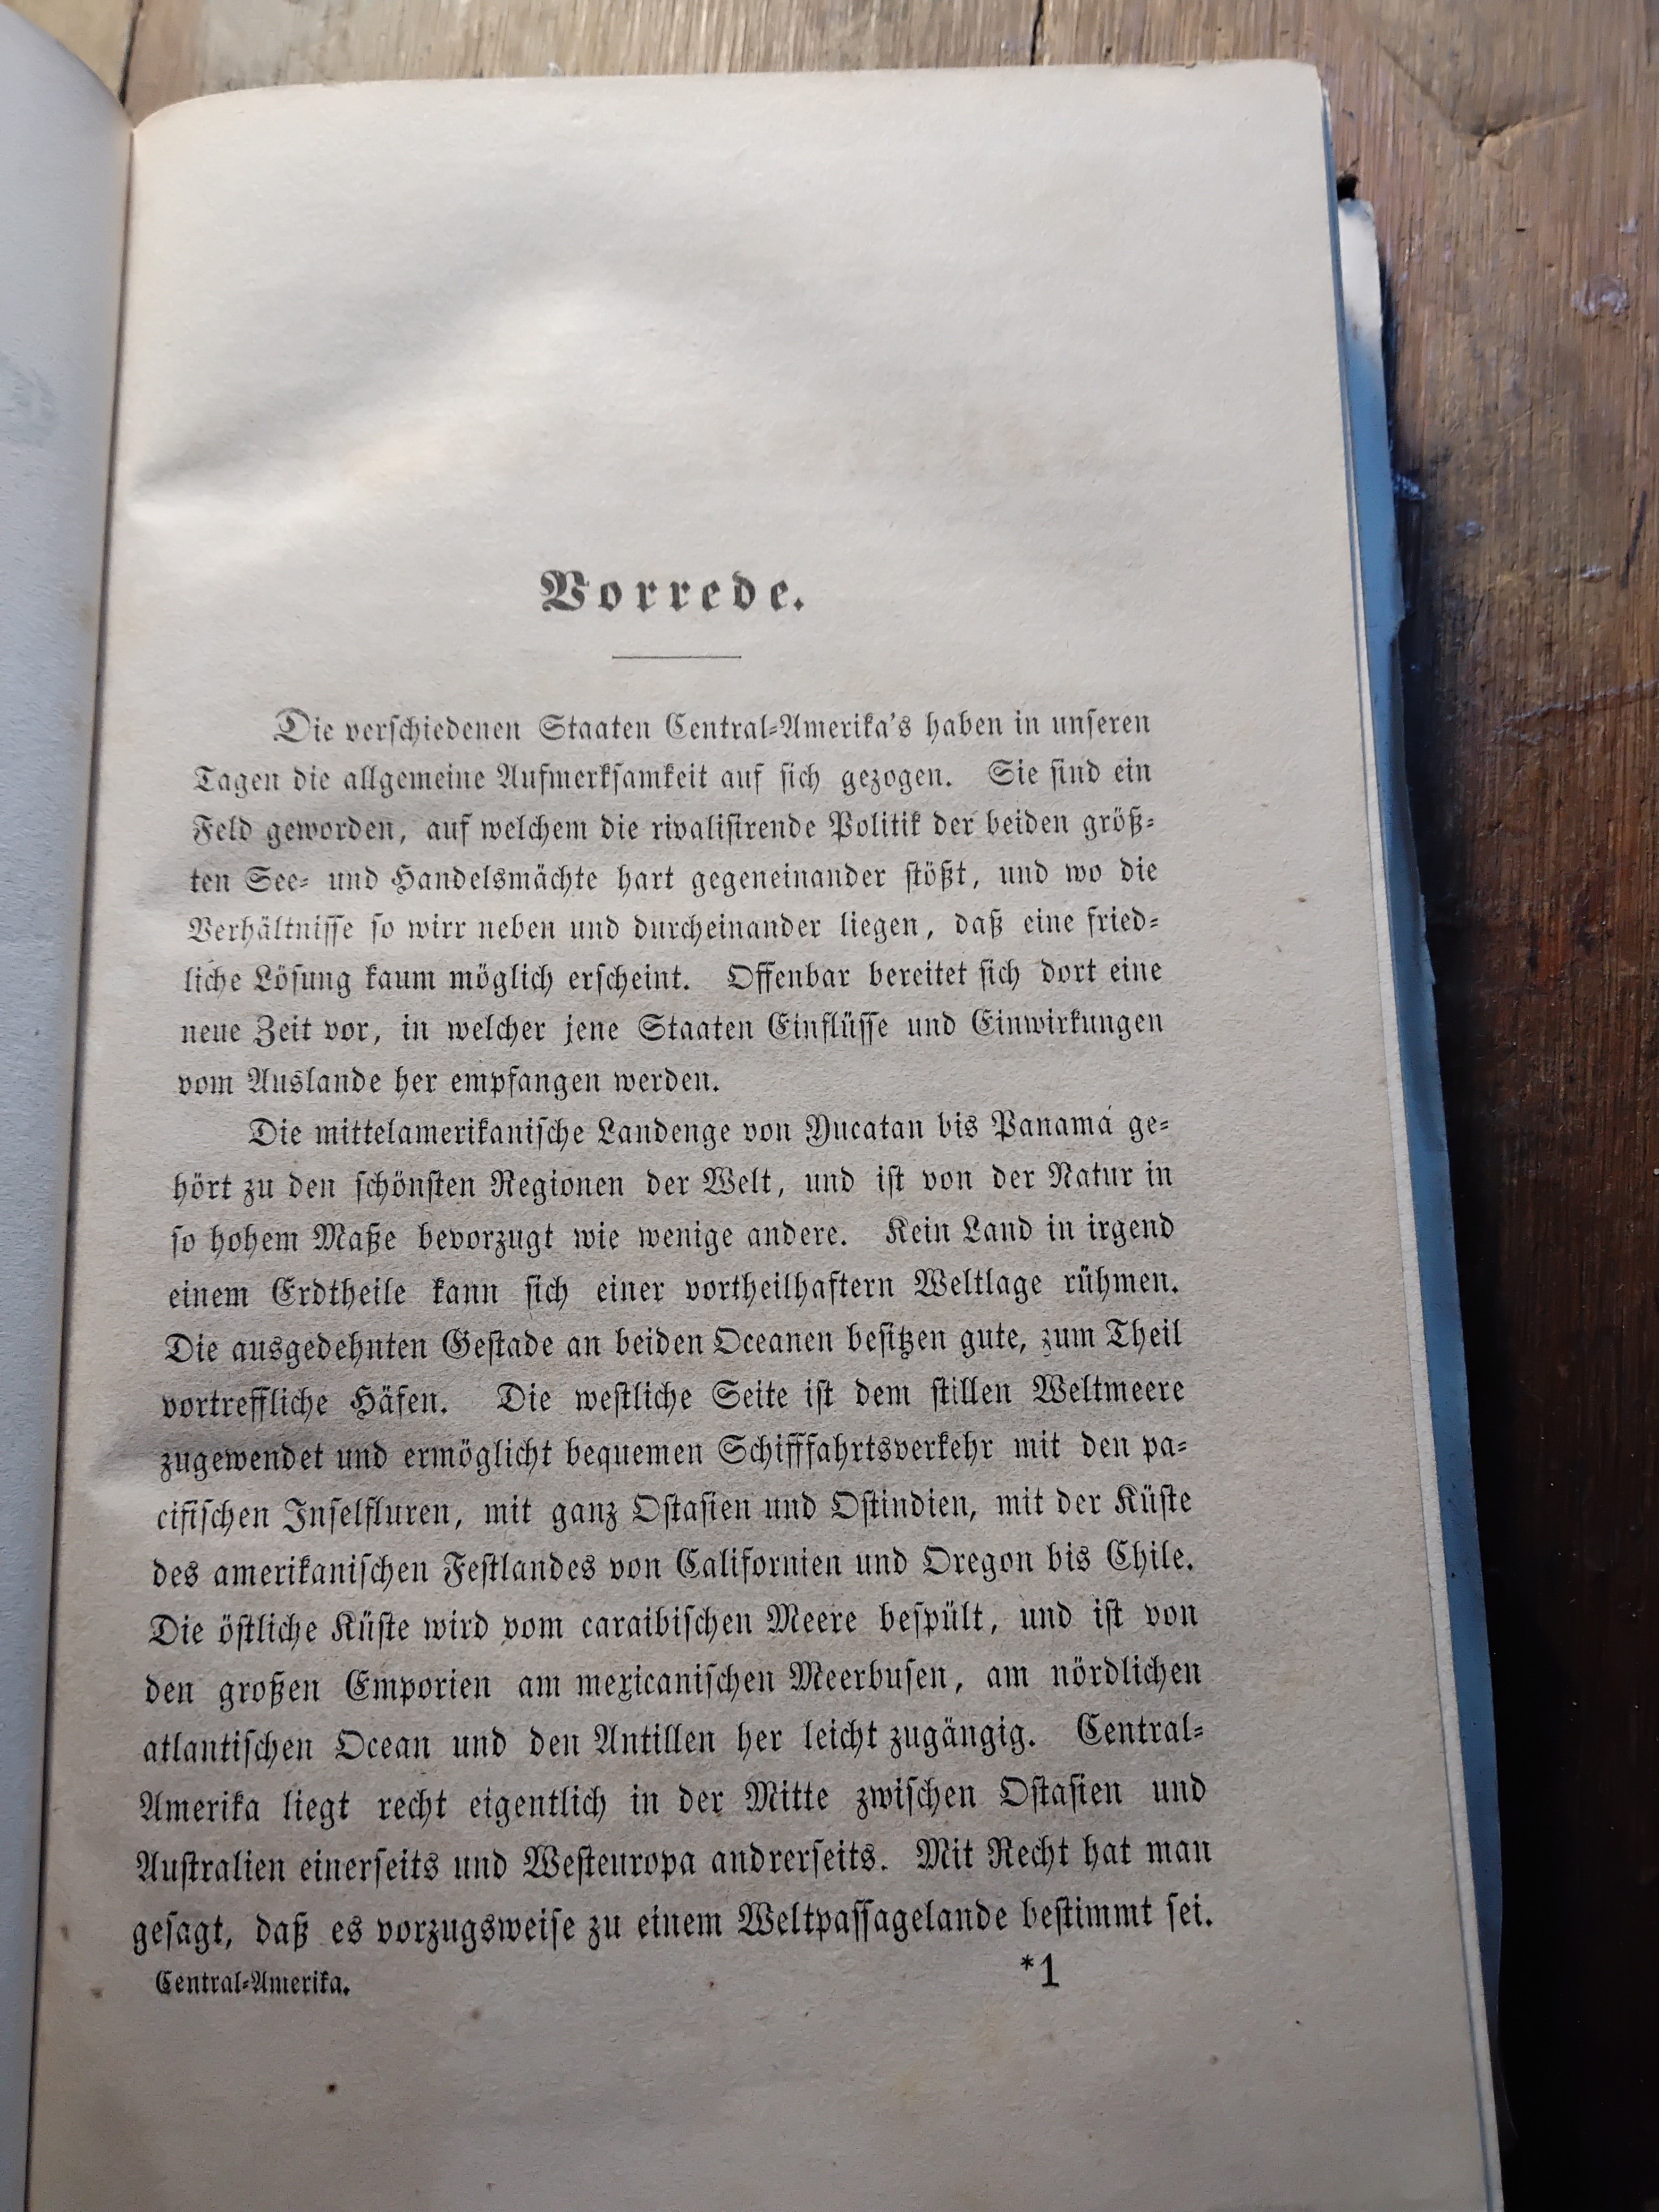 Vorrede.
Die verschiedenen Staaten Central-Amerika's haben in unseren
Tagen die allgemeine Aufmerksamkeit auf sich gezogen. Sie sind ein
Feld geworden, auf welchem die rivalisirende Politik der beiden größ-
ten See- und Handelsmächte hart gegeneinander stößt, und wo die
Verhältnisse so wirr neben und durcheinander liegen, daß eine fried-
liche Lösung kaum möglich erscheint. Offenbar bereitet sich dort eine
neue Zeit vor, in welcher jene Staaten Einflüsse und Einwirkungen
vom Auslande her empfangen werden.
Die mittelamerikanische Landenge von Yucatan bis Panamá ge-
hört zu den schönsten Regionen der Welt, und ist von der Natur in
so hohem Maße bevorzugt wie wenige andere. Kein Land in irgend
einem Erdtheile kann sich einer vortheilhaftern Weltlage rühmen.
Die ausgedehnten Gestade an beiden Oceanen besitzen gute, zum Theil
vortreffliche Häfen. Die westliche Seite ist dem stillen Weltmeere
zugewendet und ermöglicht bequemen Schifffahrtsverkehr mit den pa-
cifischen Inselfluren, mit ganz Ostasien und Ostindien, mit der Küste
des amerikanischen Festlandes von Californien und Oregon bis Chile.
Die östliche Küste wird vom caraibischen Meere bespült, und ist von
den großen Emporien am mexicanischen Meerbusen, am nördlichen
atlantischen Ocean und den Antillen her leicht zugängig. Central-
Amerika liegt recht eigentlich in der Mitte zwischen Ostasien und
Australien einerseits und Westeuropa andrerseits. Mit Recht hat man
gesagt, daß es vorzugsweise zu einem Weltpassagelande bestimmt sei.
Central-Amerika. *1